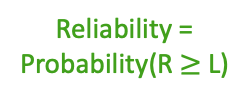 Reliability =
Probability(R ≥ L)